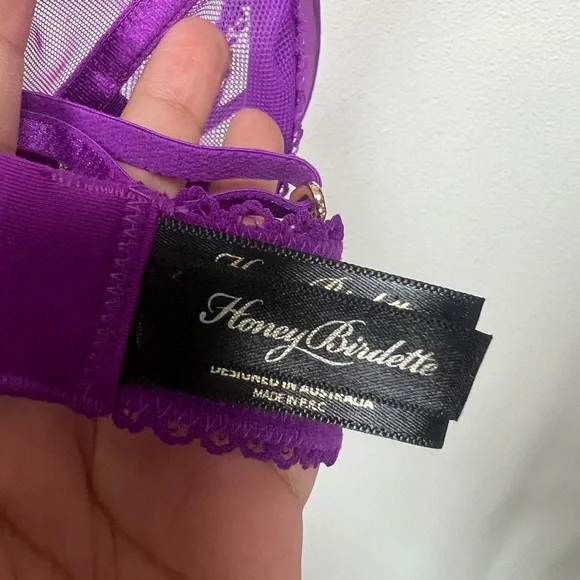 Honey Birdette
DESIGNED IN AUSTRALIA
MADE IN P.R.C